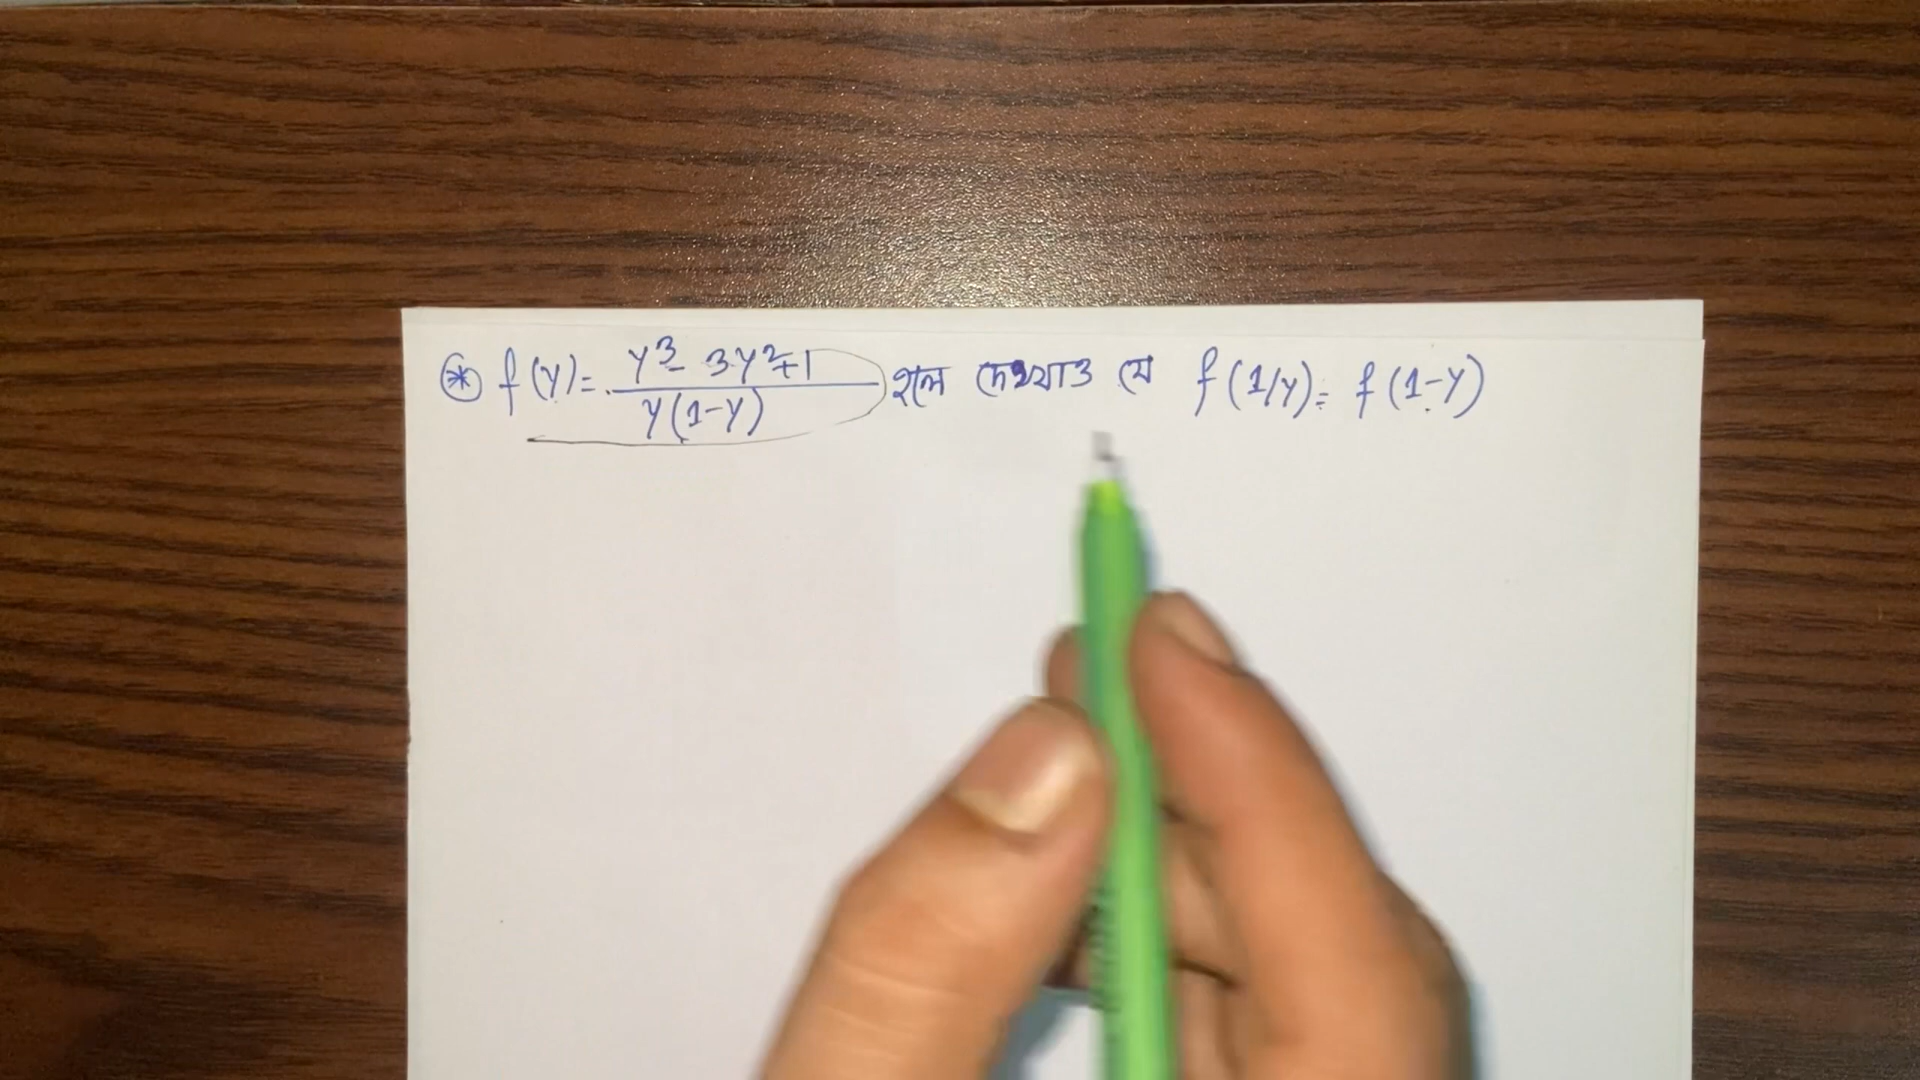 ⊛ f(y) = y³ - 3y² + 1 / y(1-y) হলে দেখাও যে f(1/y) = f(1-y)